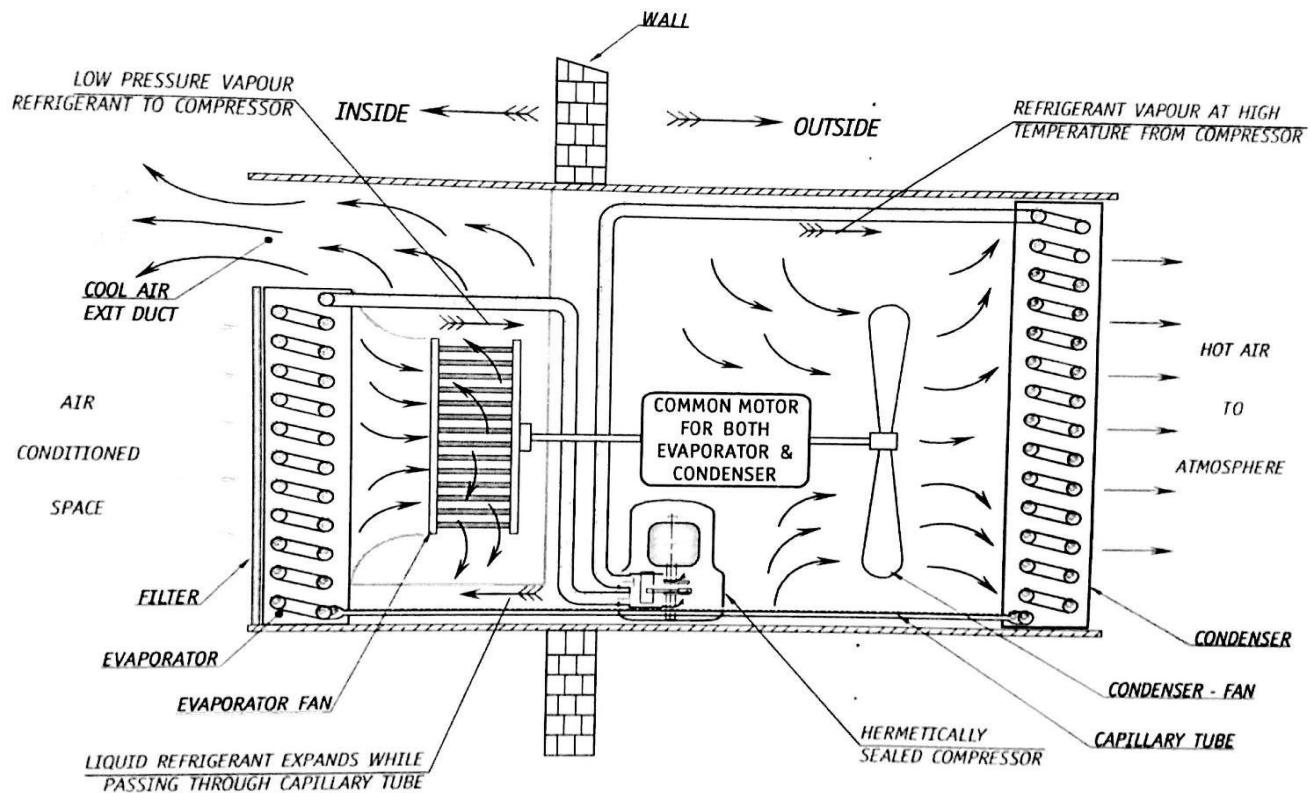 WALL
LOW PRESSURE VAPOUR
REFRIGERANT TO COMPRESSOR
INSIDE
OUTSIDE
REFRIGERANT VAPOUR AT HIGH
TEMPERATURE FROM COMPRESSOR
COOL AIR
EXIT DUCT
AIR
CONDITIONED
SPACE
COMMON MOTOR
FOR BOTH
EVAPORATOR &
CONDENSER
HOT AIR
TO
ATMOSPHERE
FILTER
EVAPORATOR
EVAPORATOR FAN
LIQUID REFRIGERANT EXPANDS WHILE
PASSING THROUGH CAPILLARY TUBE
HERMETICALLY
SEALED COMPRESSOR
CONDENSER
CONDENSER - FAN
CAPILLARY TUBE